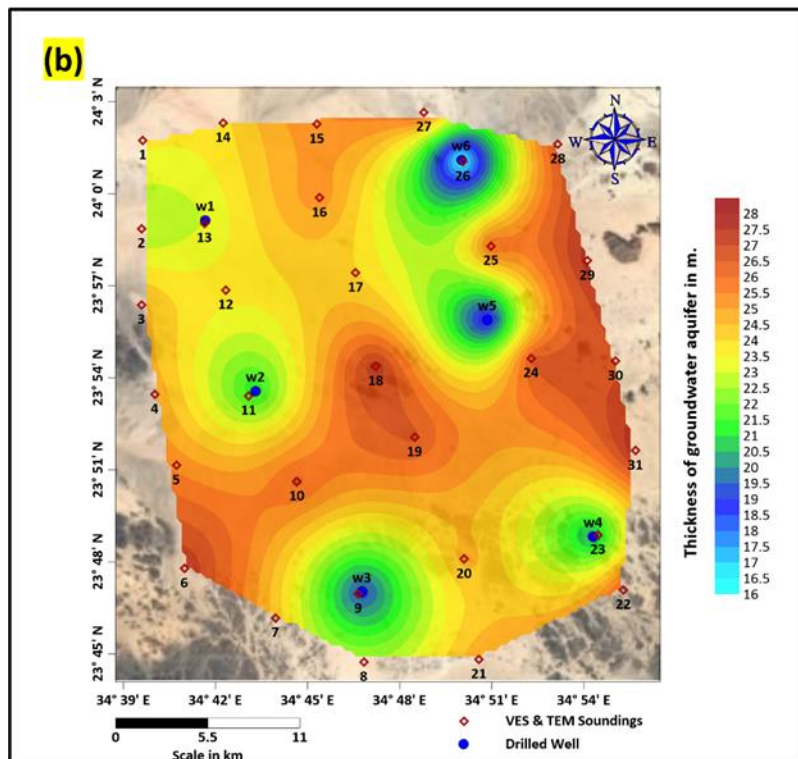 (b)
24° 3' N
24° 0' N
23° 57' N
23° 54' N
23° 51' N
23° 48' N
23° 45' N
34° 39' E
34° 42' E
34° 45' E
34° 48' E
34° 51' E
34° 54' E
N
W
E
S
27
14
15
1
28
w6
26
w1
13
16
2
25
29
17
12
3
w5
18
24
30
w2
11
4
19
31
5
10
w4
23
20
6
w3
9
22
7
8
21
Thickness of groundwater aquifer in m.
28
27.5
27
26.5
26
25.5
25
24.5
24
23.5
23
22.5
22
21.5
21
20.5
20
19.5
19
18.5
18
17.5
17
16.5
16
0
5.5
11
Scale in km
VES & TEM Soundings
Drilled Well